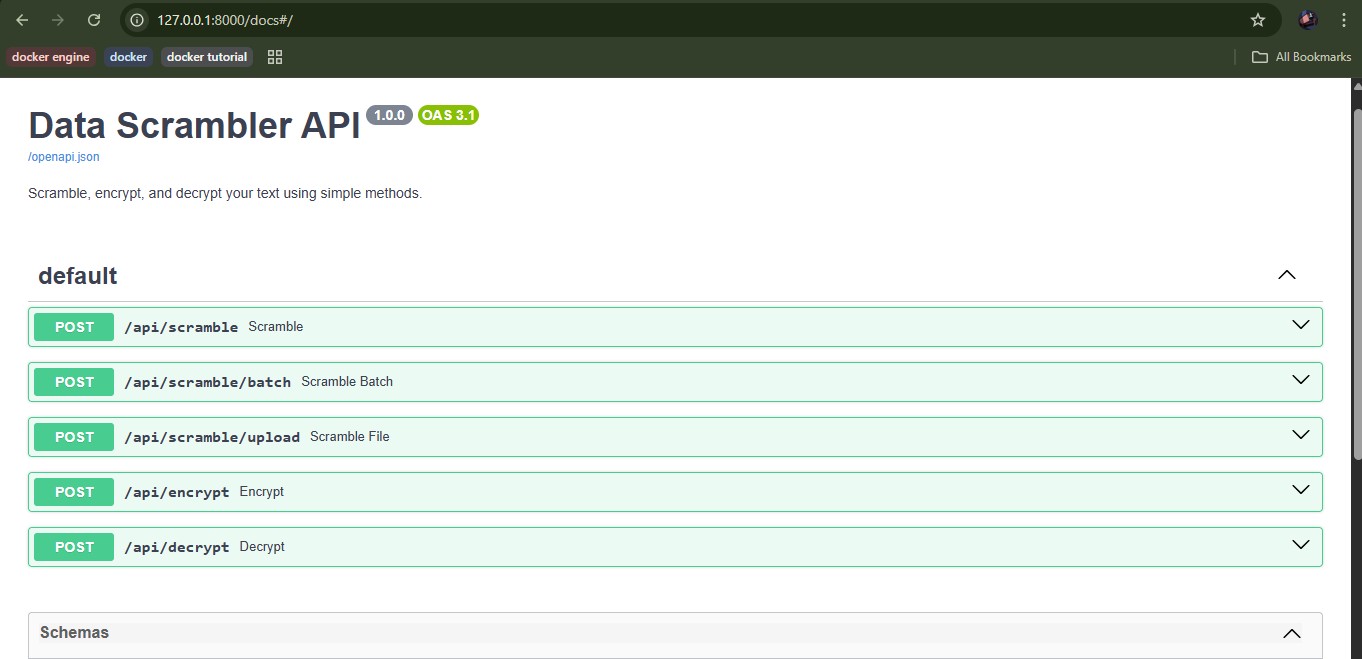 127.0.0.1:8000/docs#/
docker engine docker docker tutorial All Bookmarks
Data Scrambler API 1.0.0 OAS 3.1
/openapi.json
Scramble, encrypt, and decrypt your text using simple methods.
default
POST /api/scramble Scramble
POST /api/scramble/batch Scramble Batch
POST /api/scramble/upload Scramble File
POST /api/encrypt Encrypt
POST /api/decrypt Decrypt
Schemas